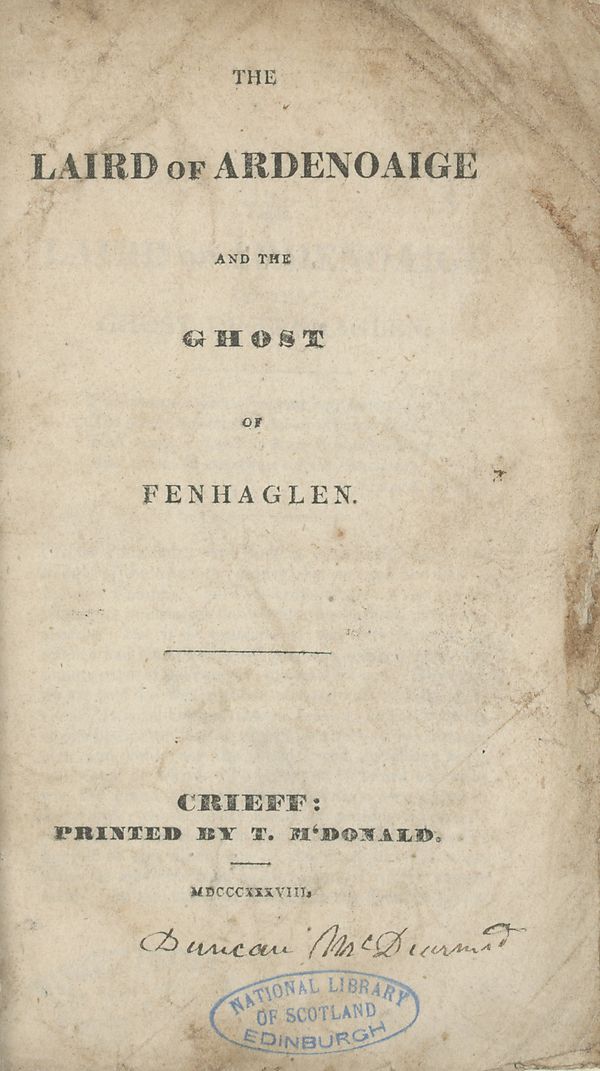 THE
LAIRD OF ARDENOAIGE
AND THE
GHOST
OF
FENHAGLEN.
CRIEFF:
PRINTED BY T. M‘DONALD.
MDCCCXXXVIII.
Duncan McDiarmid
NATIONAL LIBRARY
OF SCOTLAND
EDINBURGH